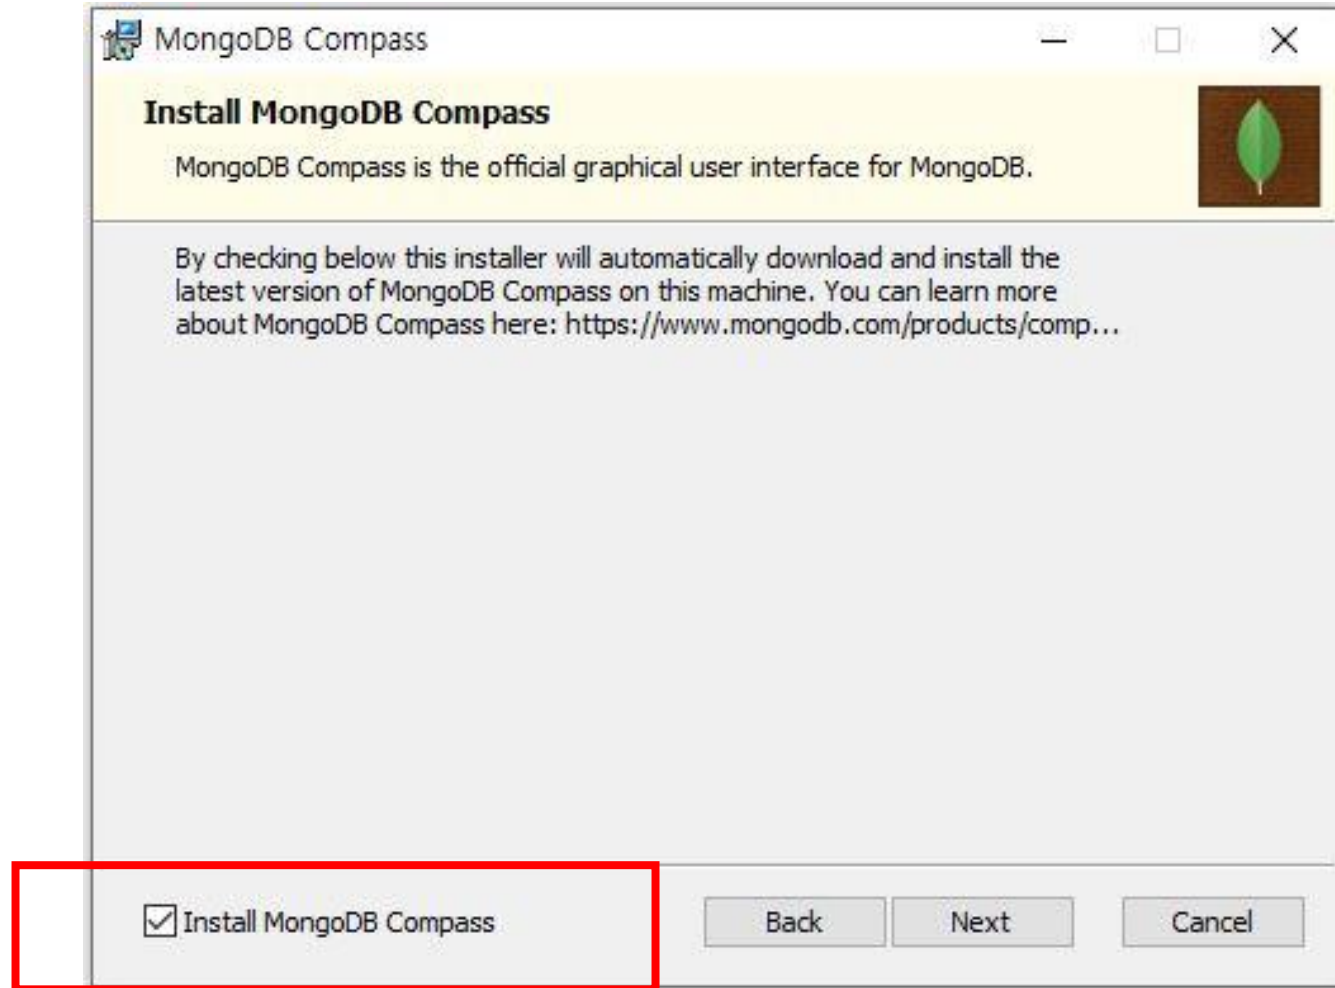 MongoDB Compass
Install MongoDB Compass
MongoDB Compass is the official graphical user interface for MongoDB.
By checking below this installer will automatically download and install the
latest version of MongoDB Compass on this machine. You can learn more
about MongoDB Compass here: https://www.mongodb.com/products/comp...
Install MongoDB Compass
Back
Next
Cancel